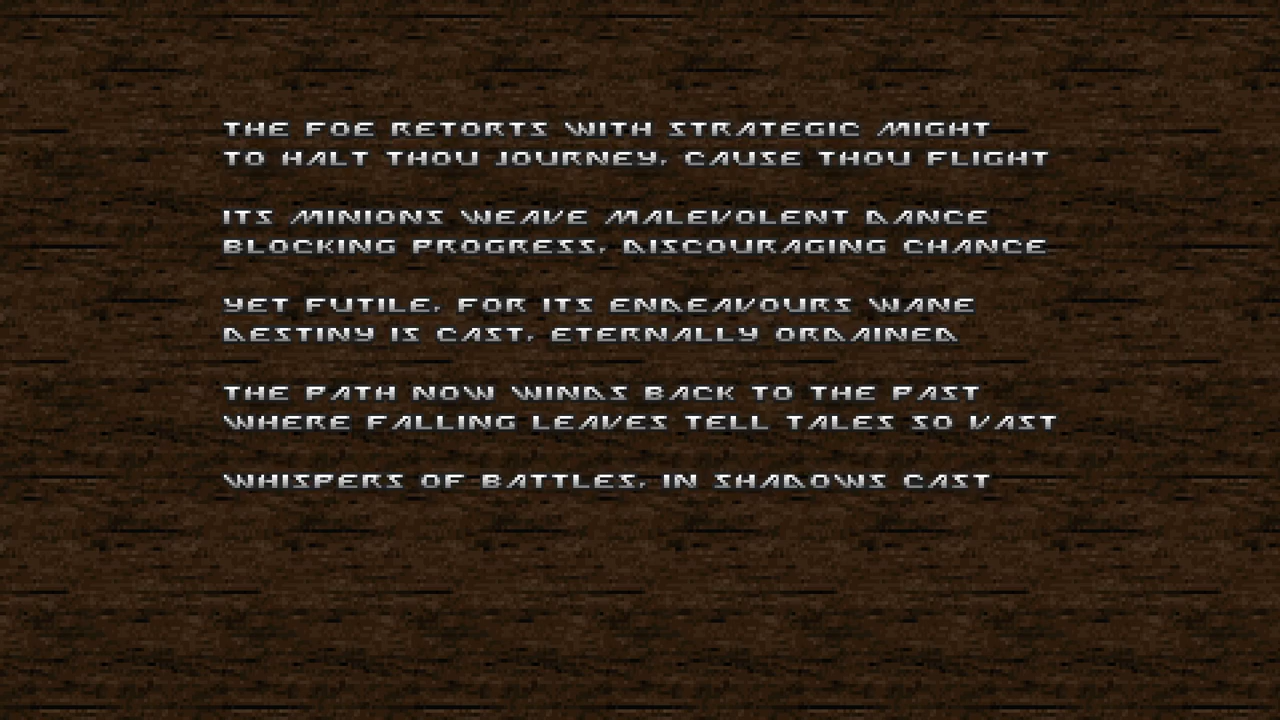 THE FOE RETORTS WITH STRATEGIC MIGHT
TO HALT THOU JOURNEY, CAUSE THOU FLIGHT
ITS MINIONS WEAVE MALEVOLENT DANCE
BLOCKING PROGRESS, DISCOURAGING CHANCE
YET FUTILE, FOR ITS ENDEAVOURS WANE
DESTINY IS CAST, ETERNALLY ORDAINED
THE PATH NOW WINDS BACK TO THE PAST
WHERE FALLING LEAVES TELL TALES SO VAST
WHISPERS OF BATTLES, IN SHADOWS CAST